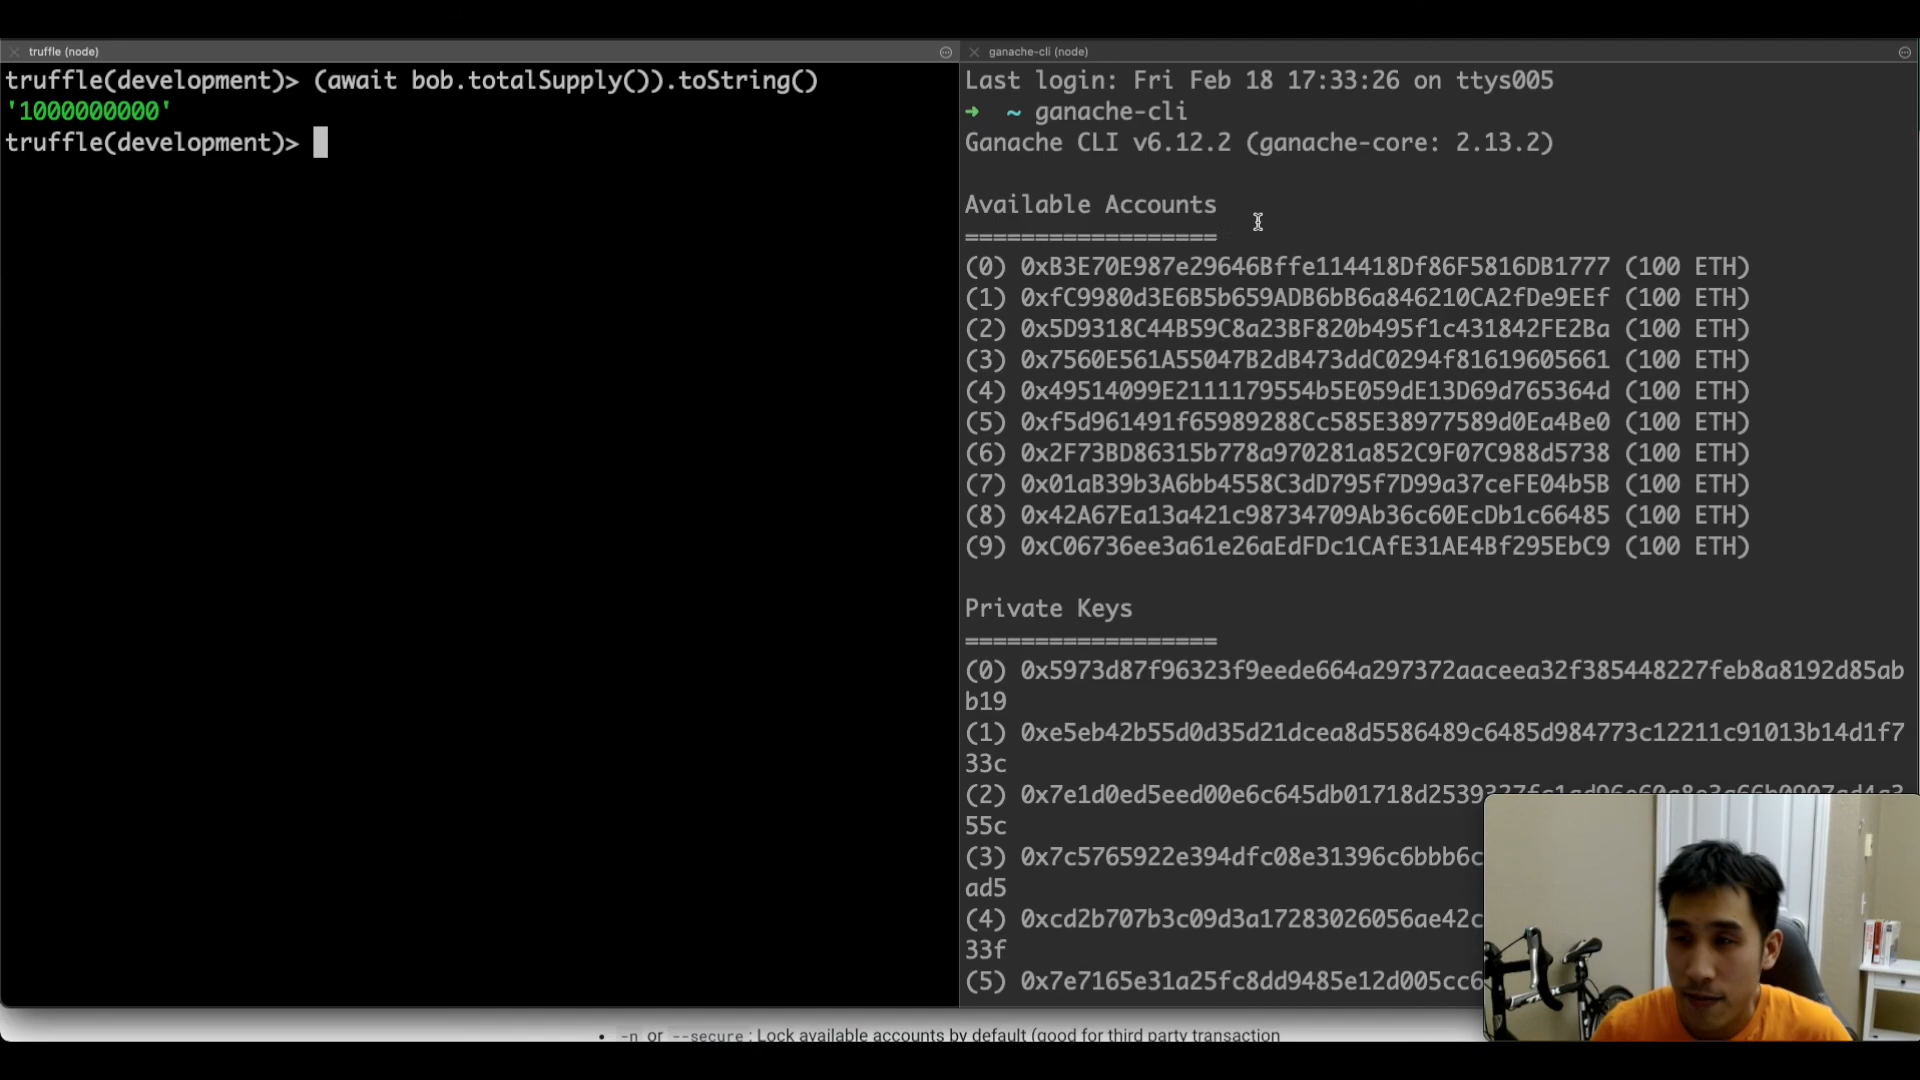 truffle (node)
truffle(development)> (await bob.totalSupply()).toString()
'1000000000'
truffle(development)>
ganache-cli (node)
Last login: Fri Feb 18 17:33:26 on ttys005
➜ ~ ganache-cli
Ganache CLI v6.12.2 (ganache-core: 2.13.2)
Available Accounts
==================
(0) 0xB3E70E987e29646Bffe114418Df86F5816DB1777 (100 ETH)
(1) 0xfC9980d3E6B5b659ADB6bB6a846210CA2fDe9EEf (100 ETH)
(2) 0x5D9318C44B59C8a23BF820b495f1c431842FE2Ba (100 ETH)
(3) 0x7560E561A55047B2dB473ddC0294f81619605661 (100 ETH)
(4) 0x49514099E2111179554b5E059dE13D69d765364d (100 ETH)
(5) 0xf5d961491f65989288Cc585E38977589d0Ea4Be0 (100 ETH)
(6) 0x2F73BD86315b778a970281a852C9F07C988d5738 (100 ETH)
(7) 0x01aB39b3A6bb4558C3dD795f7D99a37ceFE04b5B (100 ETH)
(8) 0x42A67Ea13a421c98734709Ab36c60EcDb1c66485 (100 ETH)
(9) 0xC06736ee3a61e26aEdFDc1CAfE31AE4Bf295EbC9 (100 ETH)
Private Keys
==================
(0) 0x5973d87f96323f9eede664a297372aaceea32f385448227feb8a8192d85ab
b19
(1) 0xe5eb42b55d0d35d21dcea8d5586489c6485d984773c12211c91013b14d1f7
33c
(2) 0x7e1d0ed5eed00e6c645db01718d2539
55c
(3) 0x7c5765922e394dfc08e31396c6bbb6c
ad5
(4) 0xcd2b707b3c09d3a17283026056ae42c
33f
(5) 0x7e7165e31a25fc8dd9485e12d005cc6
• -n or --secure: Lock available accounts by default (good for third party transaction